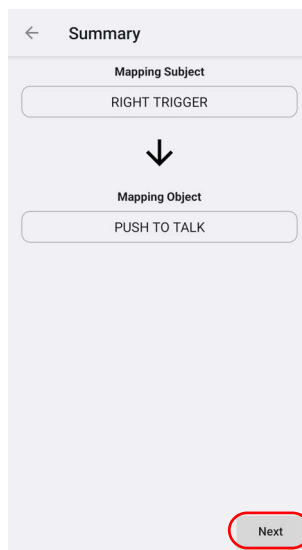 Summary
Mapping Subject
RIGHT TRIGGER
Mapping Object
PUSH TO TALK
Next